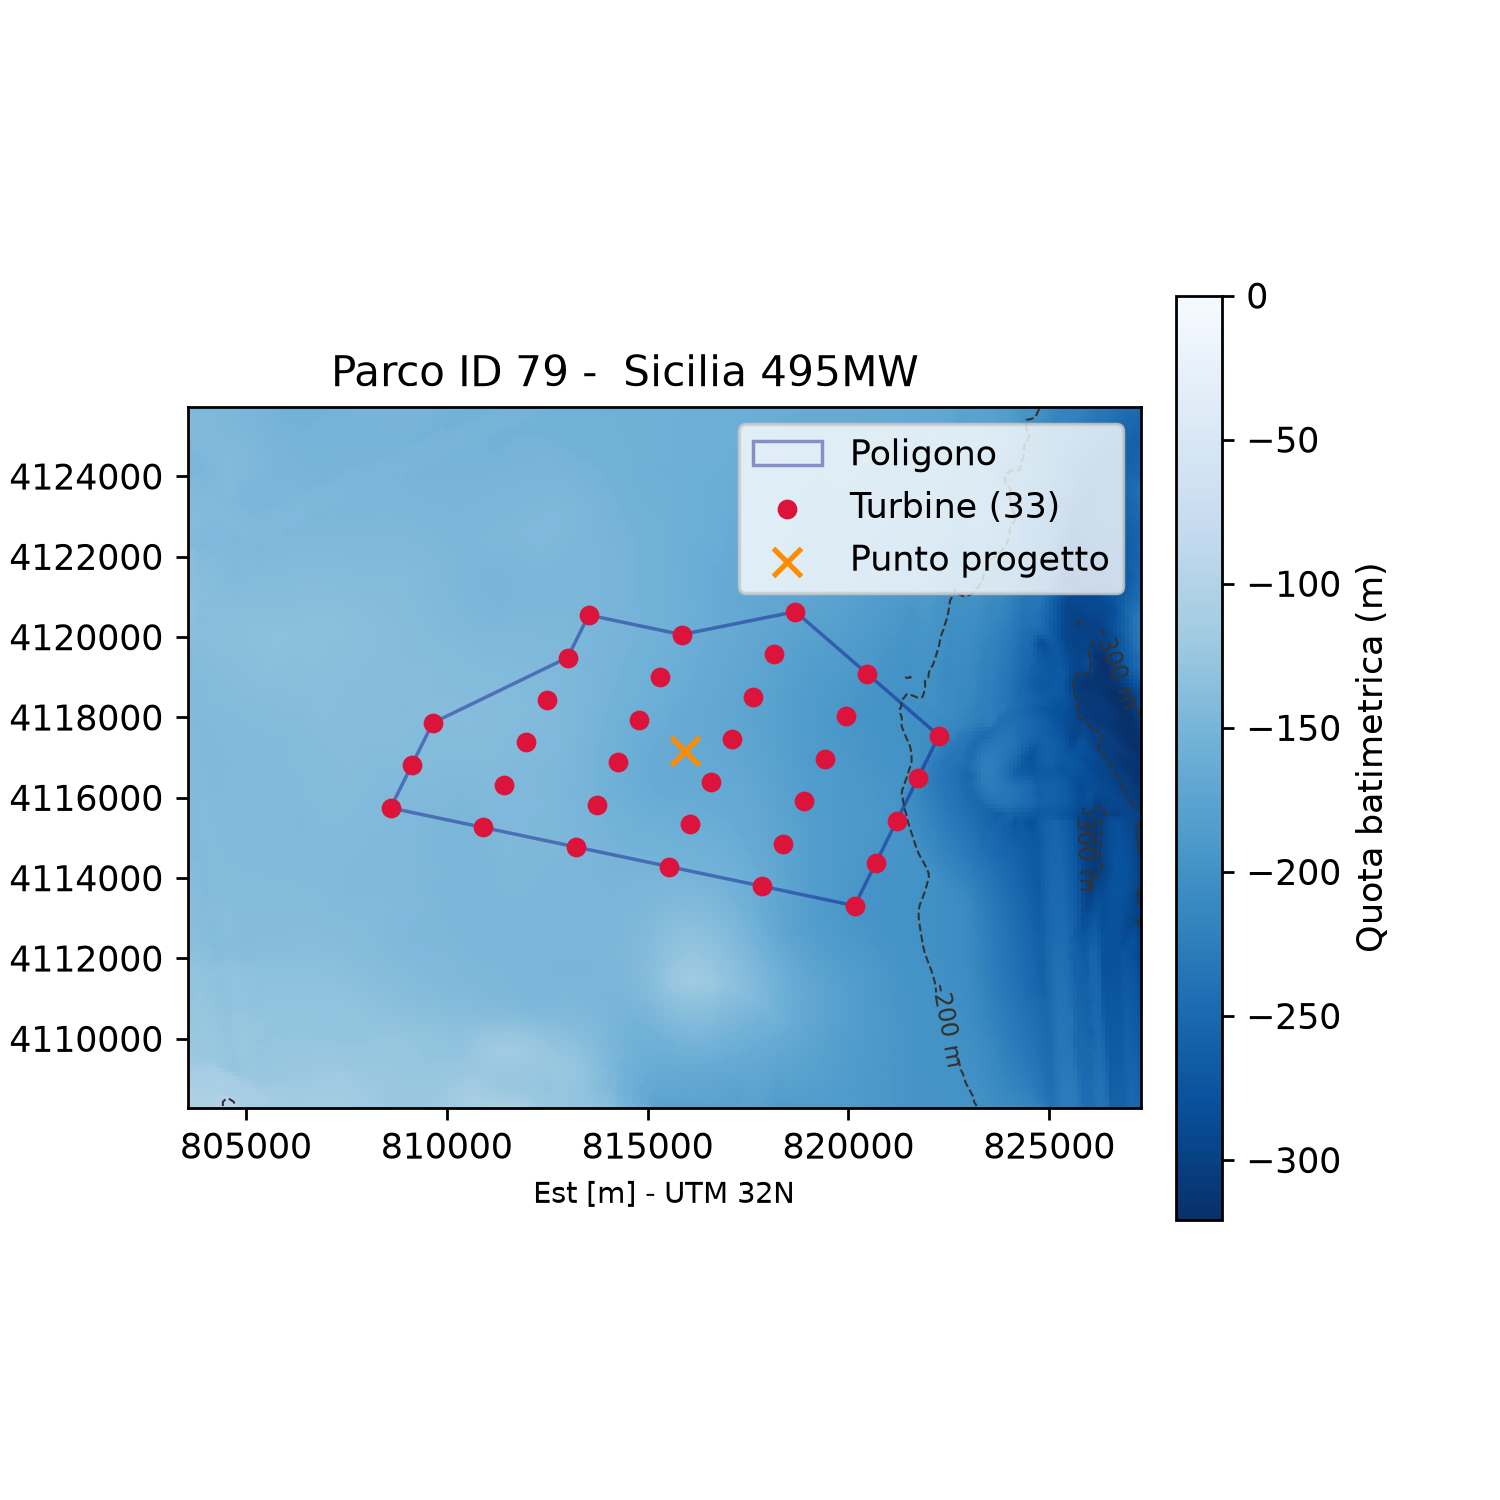 Parco ID 79 -  Sicilia 495MW
Poligono
Turbine (33)
Punto progetto
4124000
4122000
4120000
4118000
4116000
4114000
4112000
4110000
-300 m
-200 m
805000
810000
815000
820000
825000
Est [m] - UTM 32N
0
−50
−100
−150
−200
−250
−300
Quota batimetrica (m)